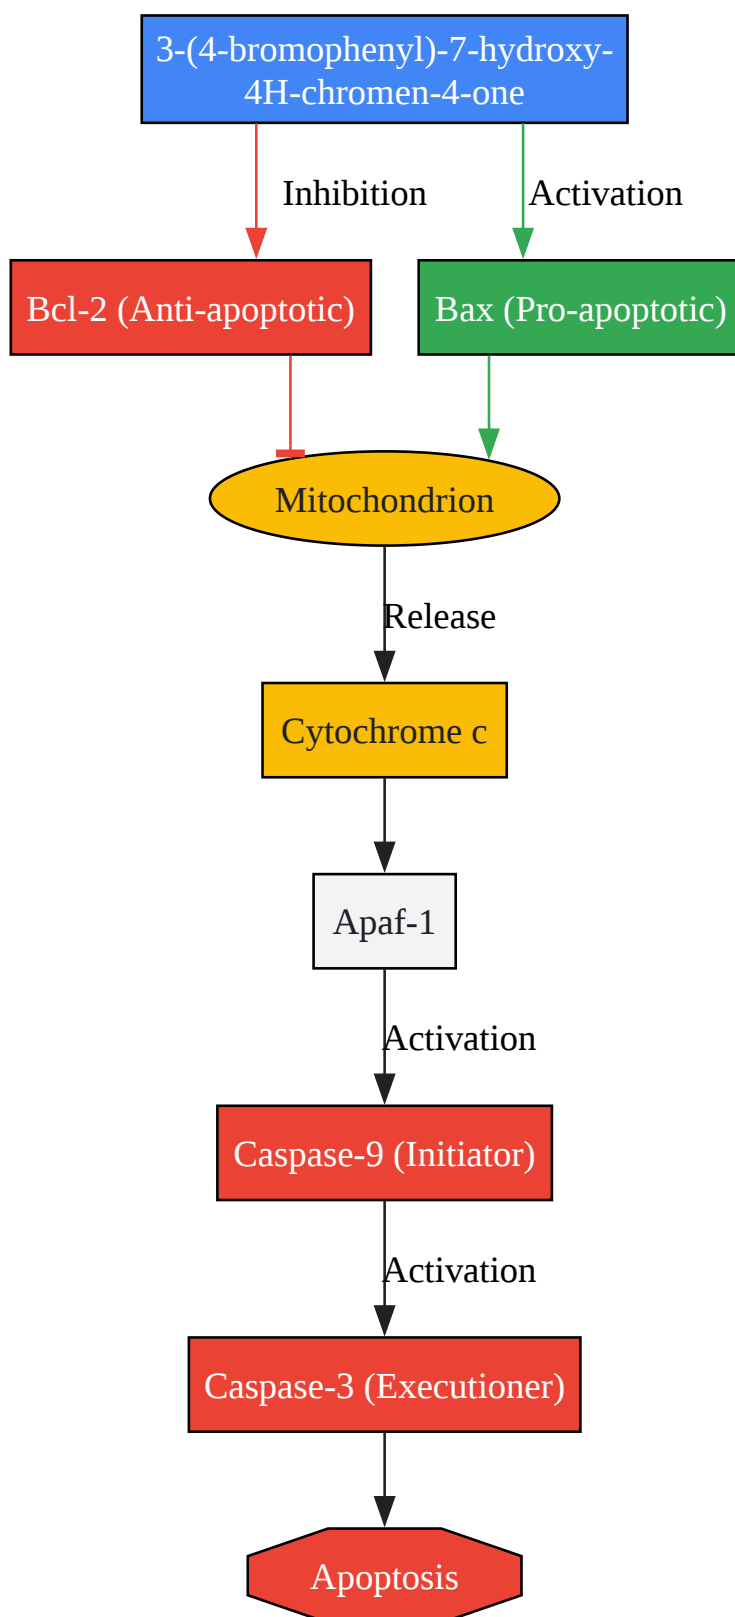 3-(4-bromophenyl)-7-hydroxy-
4H-chromen-4-one
Inhibition
Activation
Bcl-2 (Anti-apoptotic)
Bax (Pro-apoptotic)
Mitochondrion
Release
Cytochrome c
Apaf-1
Activation
Caspase-9 (Initiator)
Activation
Caspase-3 (Executioner)
Apoptosis